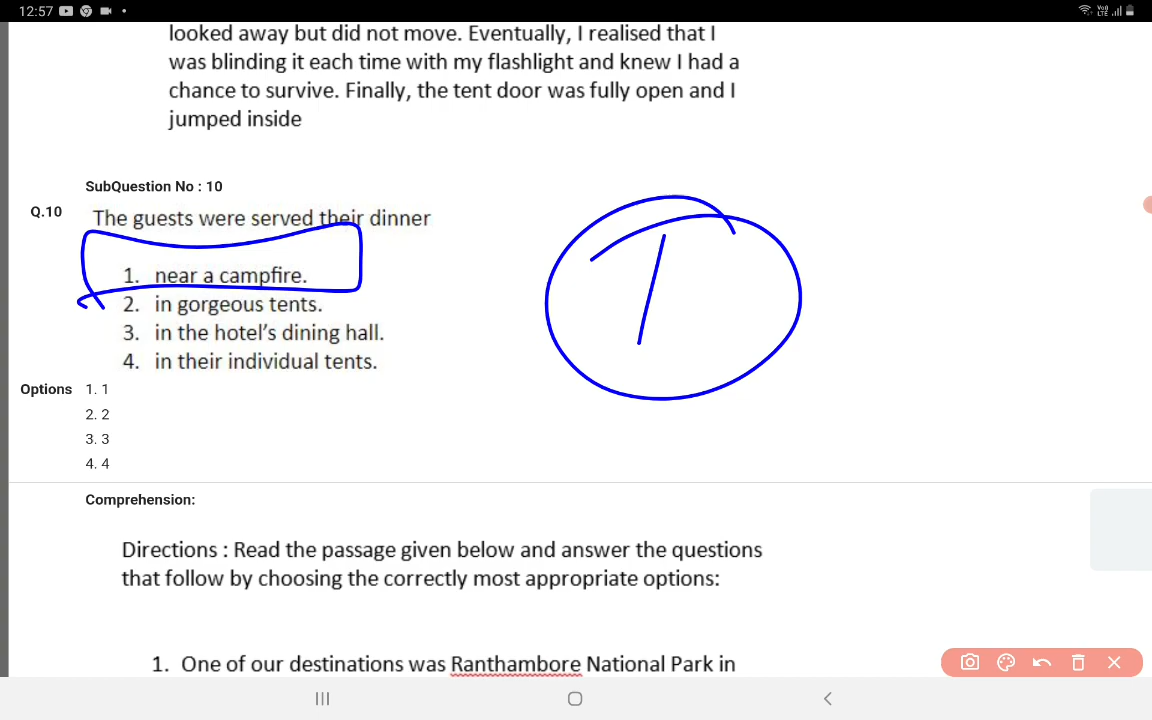 12:57
looked away but did not move. Eventually, I realised that I
was blinding it each time with my flashlight and knew I had a
chance to survive. Finally, the tent door was fully open and I
jumped inside
SubQuestion No : 10
Q.10 The guests were served their dinner
1. near a campfire.
2. in gorgeous tents.
3. in the hotel's dining hall.
4. in their individual tents.
1
Options 1. 1
2. 2
3. 3
4. 4
Comprehension:
Directions : Read the passage given below and answer the questions
that follow by choosing the correctly most appropriate options:
1. One of our destinations was Ranthambore National Park in